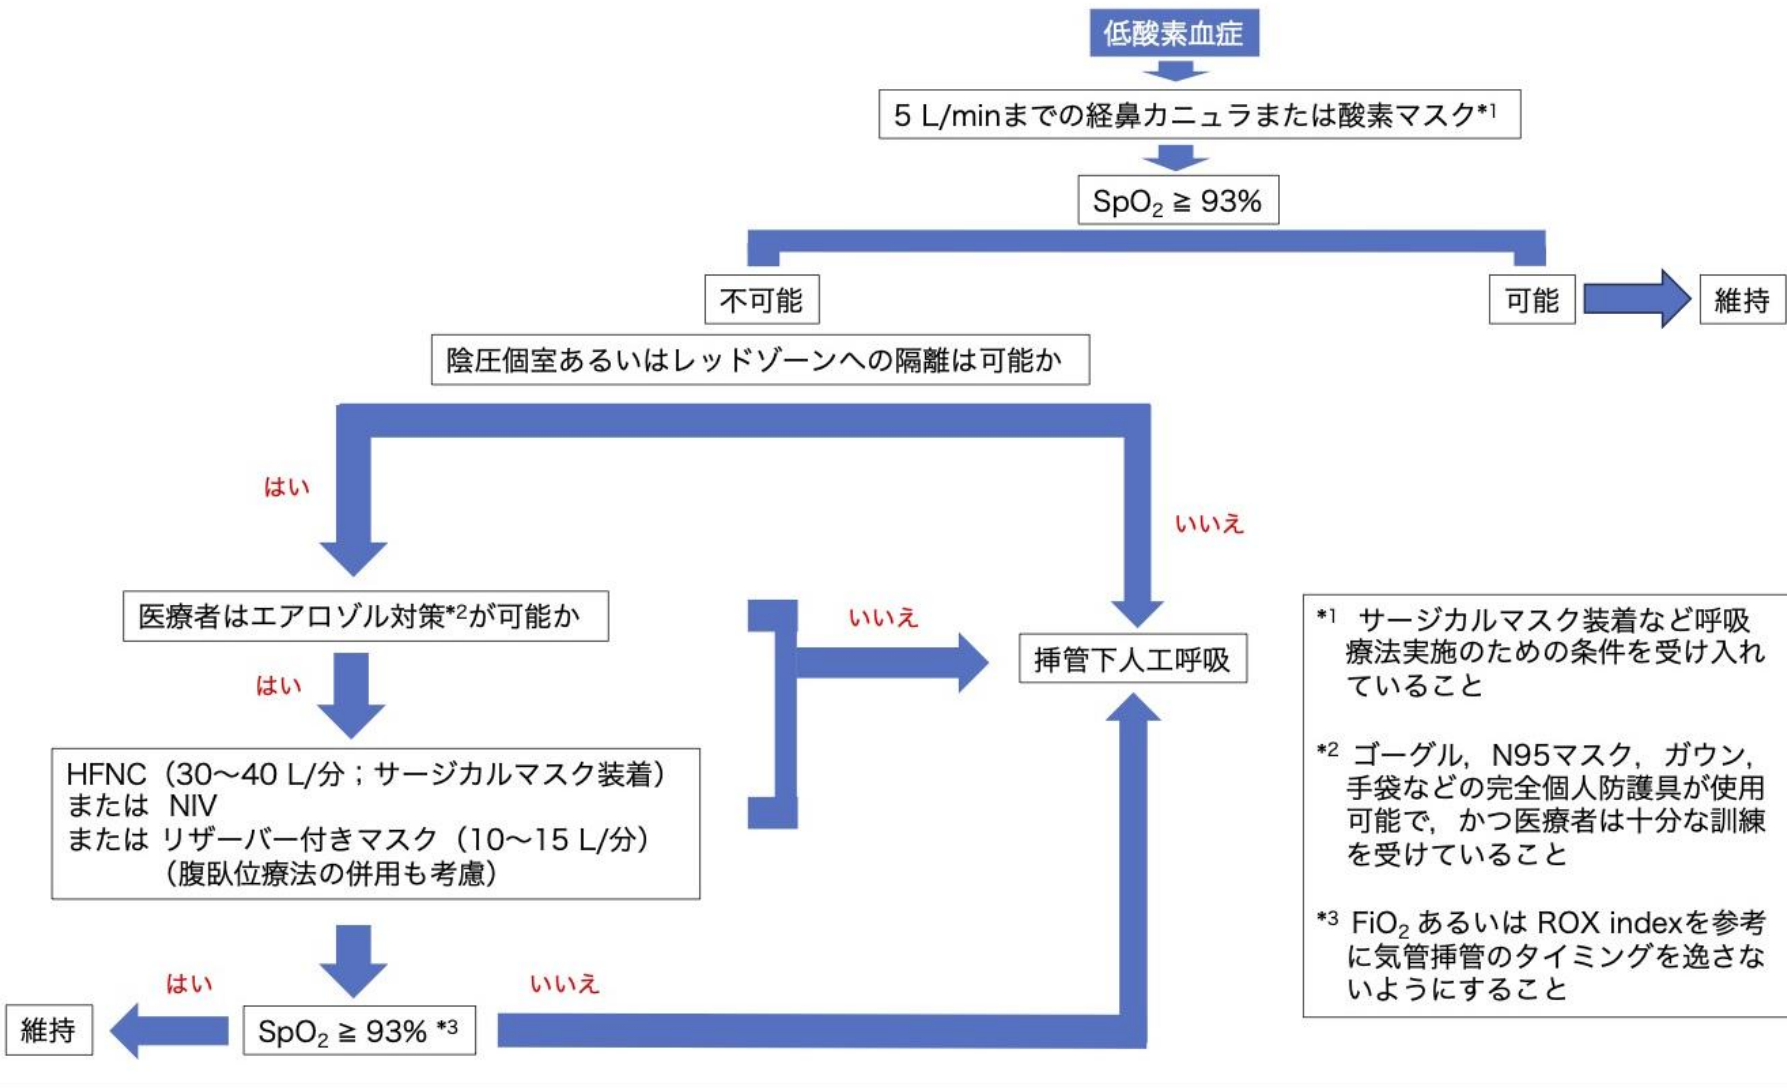 低酸素血症
5 L/minまでの経鼻カニュラまたは酸素マスク*1
SpO₂ ≧ 93%
不可能
可能
維持
陰圧個室あるいはレッドゾーンへの隔離は可能か
はい
いいえ
医療者はエアロゾル対策*2が可能か
いいえ
挿管下人工呼吸
はい
HFNC（30〜40 L/分；サージカルマスク装着）
または NIV
または リザーバー付きマスク（10〜15 L/分）
（腹臥位療法の併用も考慮）
はい
いいえ
維持
SpO₂ ≧ 93% *3
*1 サージカルマスク装着など呼吸
療法実施のための条件を受け入れ
ていること
*2 ゴーグル，N95マスク，ガウン，
手袋などの完全個人防護具が使用
可能で，かつ医療者は十分な訓練
を受けていること
*3 FiO₂ あるいは ROX indexを参考
に気管挿管のタイミングを逸さな
いようにすること